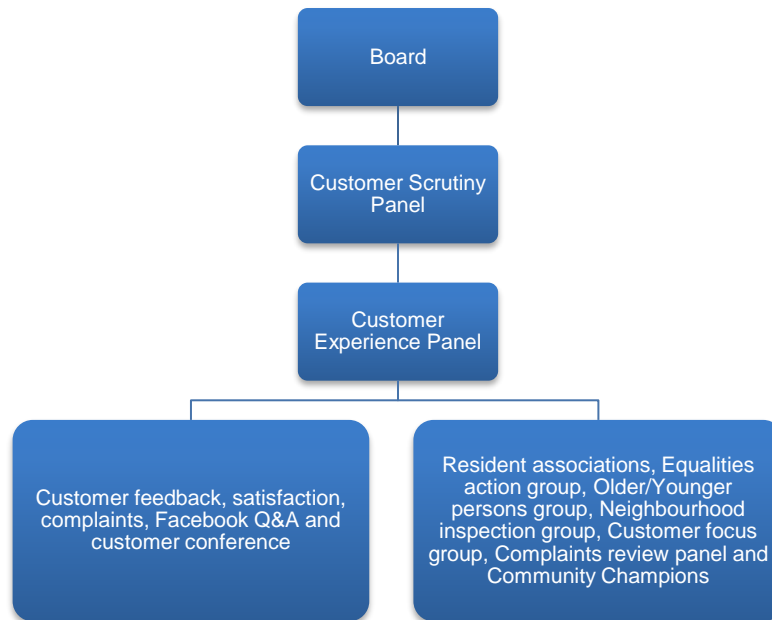 Board
Customer Scrutiny
Panel
Customer
Experience Panel
Customer feedback, satisfaction,
complaints, Facebook Q&A and
customer conference
Resident associations, Equalities
action group, Older/Younger
persons group, Neighbourhood
inspection group, Customer focus
group, Complaints review panel and
Community Champions